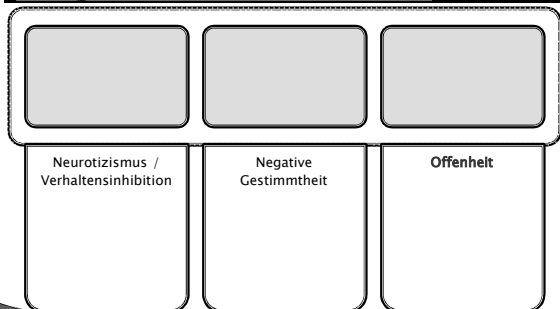 Neurotizismus /
Verhaltensinhibition
Negative
Gestimmtheit
Offenheit